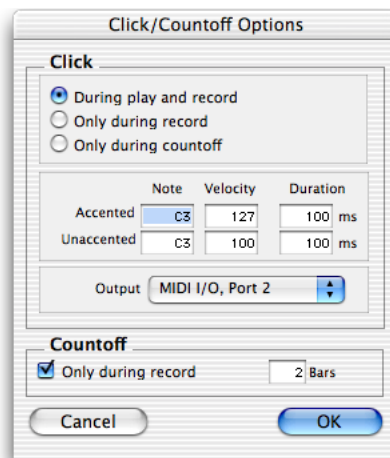 Click/Countoff Options
Click
During play and record
Only during record
Only during countoff
Note Velocity Duration
Accented C3 127 100 ms
Unaccented C3 100 100 ms
Output MIDI I/O, Port 2
Countoff
Only during record 2 Bars
Cancel OK